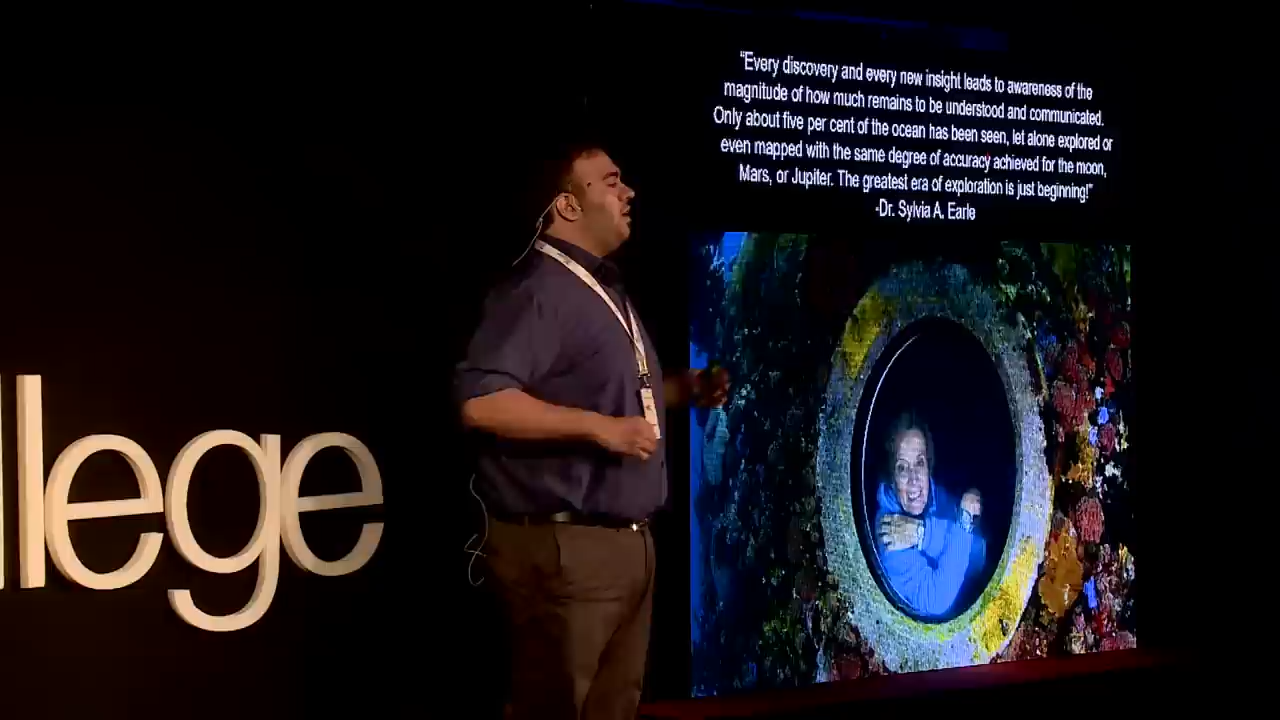 “Every discovery and every new insight leads to awareness of the
magnitude of how much remains to be understood and communicated.
Only about five per cent of the ocean has been seen, let alone explored or
even mapped with the same degree of accuracy achieved for the moon,
Mars, or Jupiter. The greatest era of exploration is just beginning!”
-Dr. Sylvia A. Earle
llege